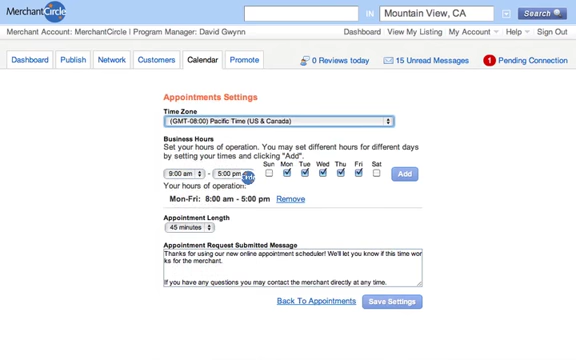 MerchantCircle
IN
Mountain View, CA
Search
Merchant Account: MerchantCircle | Program Manager: David Gwynn
Dashboard View My Listing My Account Help Sign Out
Dashboard Publish Network Customers Calendar Promote
0 Reviews today 15 Unread Messages 1 Pending Connection
Appointments Settings
Time Zone
(GMT-08:00) Pacific Time (US & Canada)
Business Hours
Set your hours of operation. You may set different hours for different days
by setting your times and clicking "Add".
Sun Mon Tue Wed Thu Fri Sat
9:00 am - 5:00 pm Add
Your hours of operation:
Mon-Fri: 8:00 am - 5:00 pm Remove
Appointment Length
45 minutes
Appointment Request Submitted Message
Thanks for using our new online appointment scheduler! We'll let you know if this time wor
ks for the merchant.
If you have any questions you may contact the merchant directly at any time.
Back To Appointments Save Settings